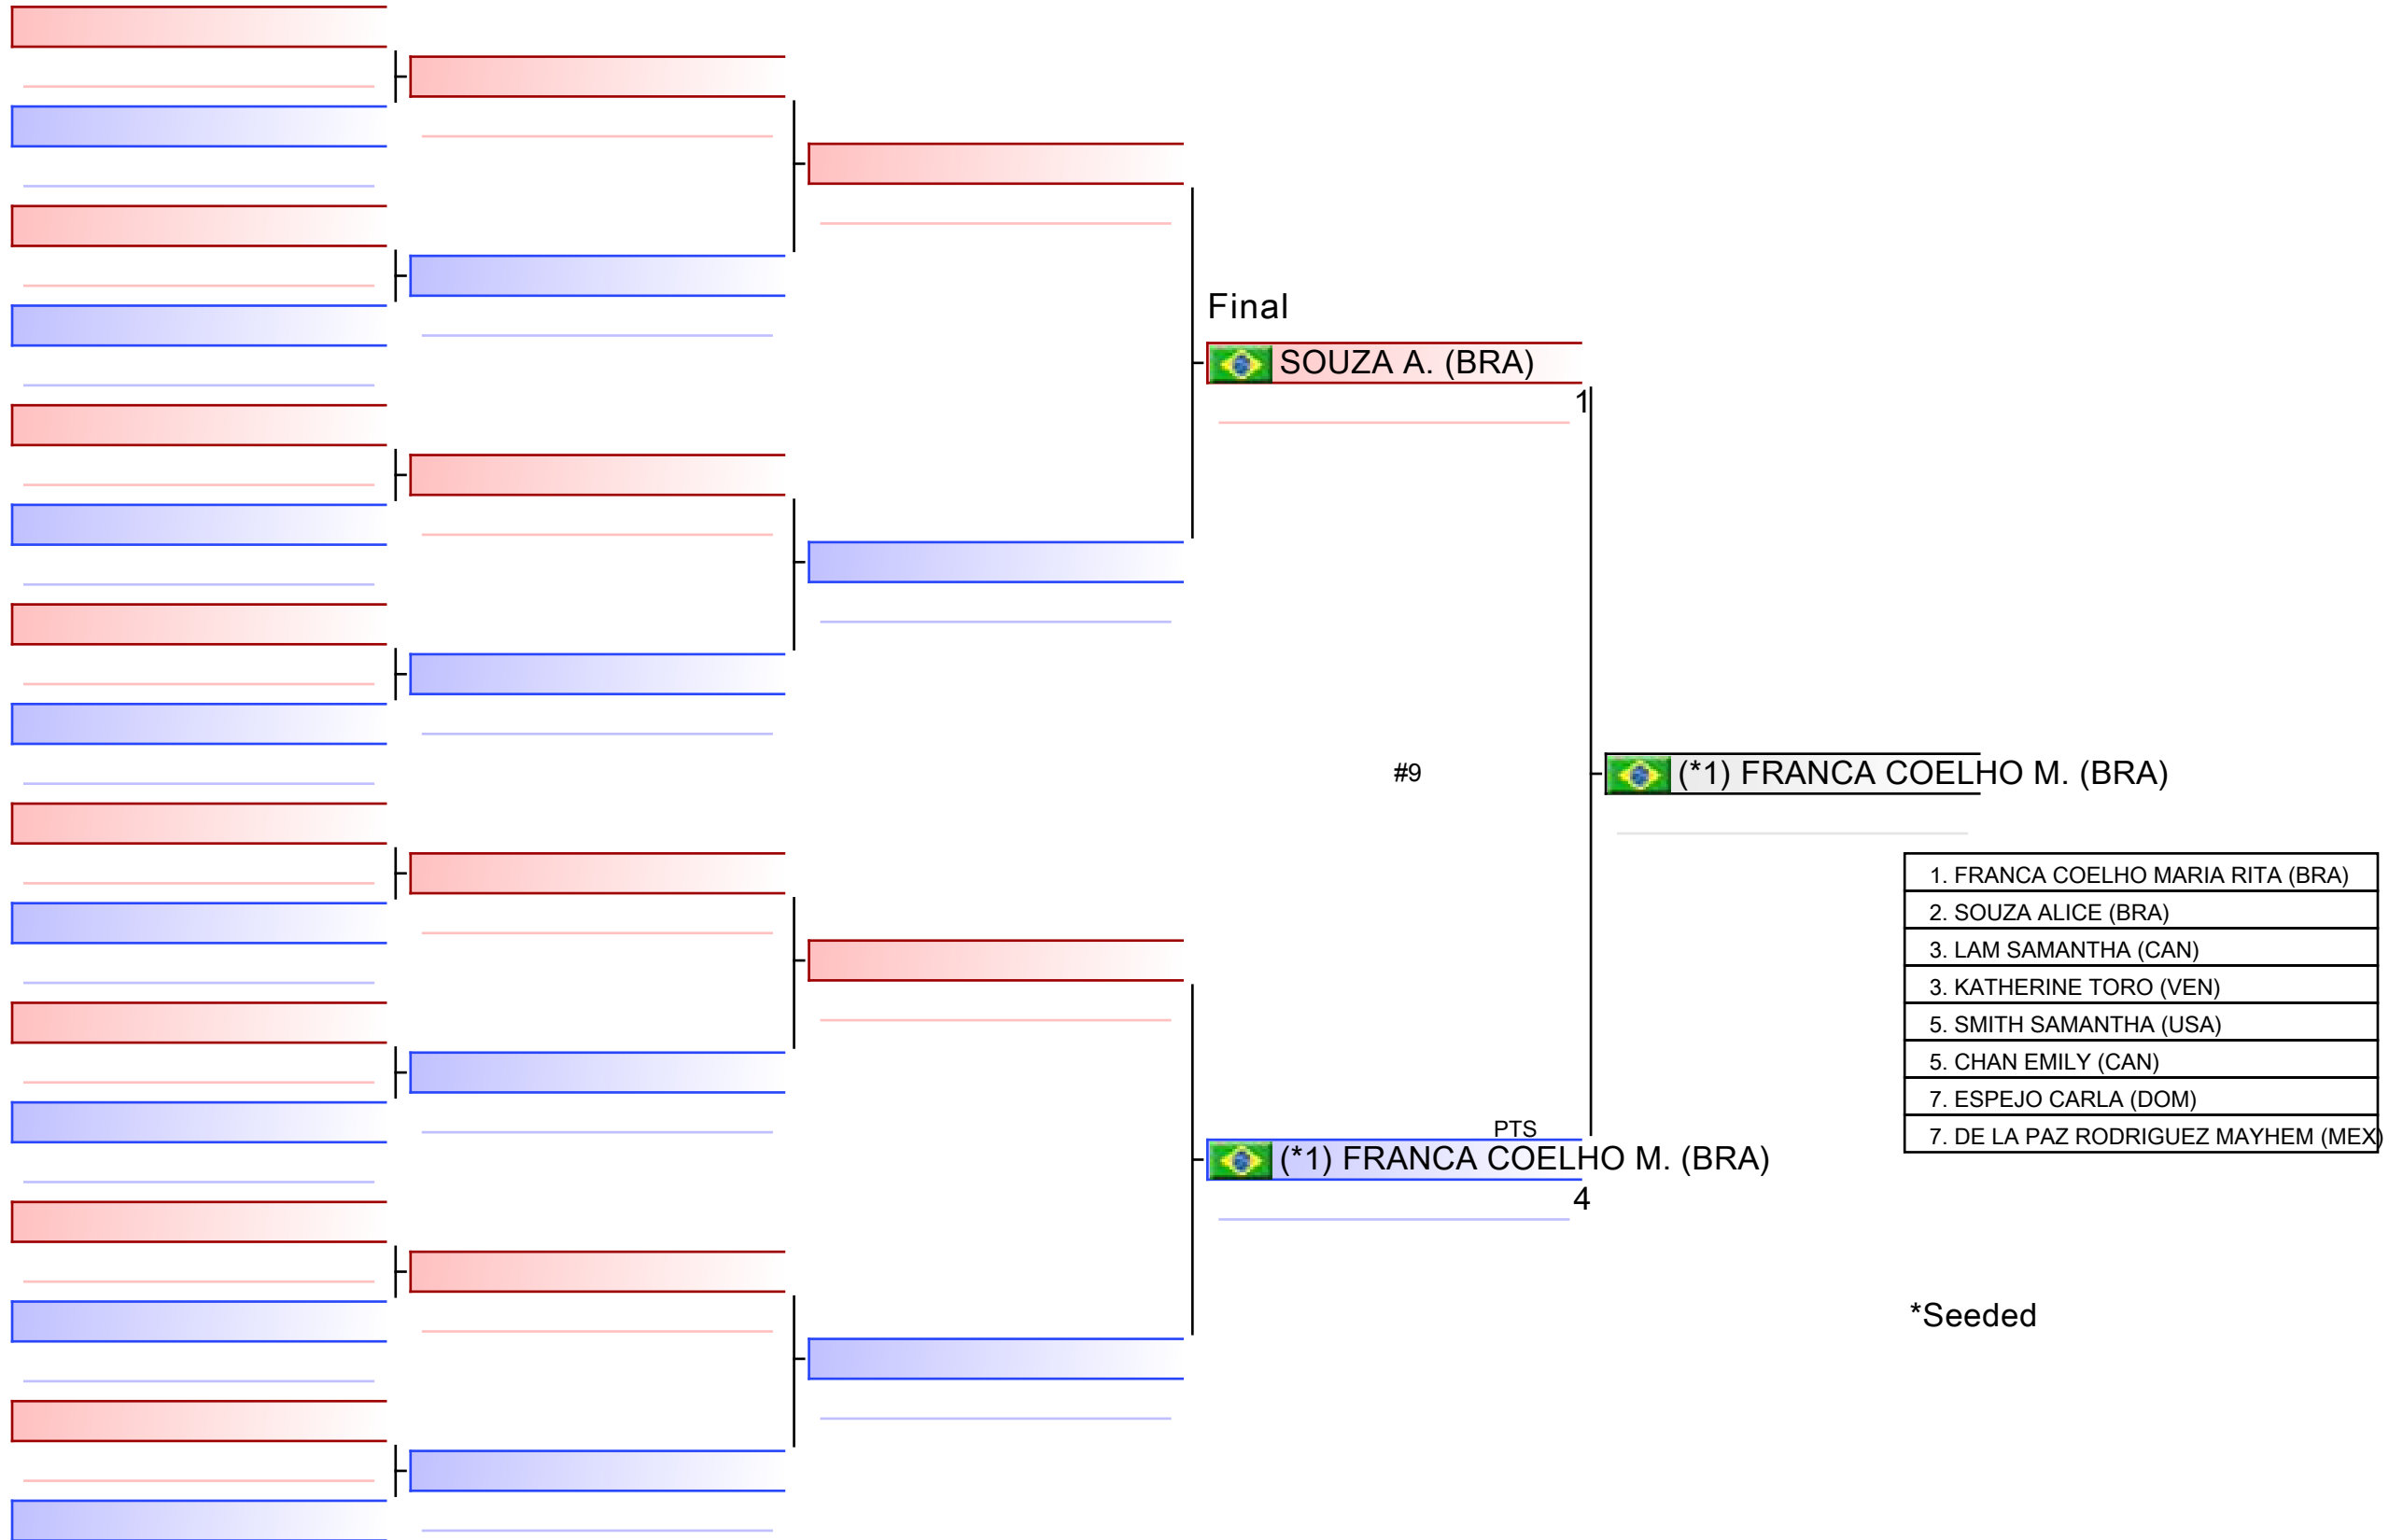 Final
SOUZA A. (BRA)
1
#9
(*1) FRANCA COELHO M. (BRA)
1. FRANCA COELHO MARIA RITA (BRA)
2. SOUZA ALICE (BRA)
3. LAM SAMANTHA (CAN)
3. KATHERINE TORO (VEN)
5. SMITH SAMANTHA (USA)
5. CHAN EMILY (CAN)
7. ESPEJO CARLA (DOM)
7. DE LA PAZ RODRIGUEZ MAYHEM (MEX)
PTS
(*1) FRANCA COELHO M. (BRA)
4
*Seeded